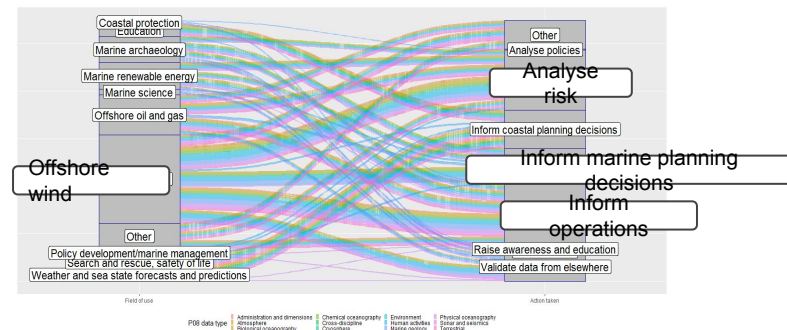 Coastal protection
Education
Marine archaeology
Marine renewable energy
Marine science
Offshore oil and gas
Offshore
wind
Other
Policy development/marine management
Search and rescue, safety of life
Weather and sea state forecasts and predictions
Other
Analyse policies
Analyse
risk
Inform coastal planning decisions
Inform marine planning
decisions
Inform
operations
Raise awareness and education
Validate data from elsewhere
Field of use
Action taken
P08 data type
Administration and dimensions
Atmosphere
Biological oceanography
Chemical oceanography
Cross-discipline
Cryosphere
Environment
Human activities
Marine geology
Physical oceanography
Sonar and seismics
Terrestrial